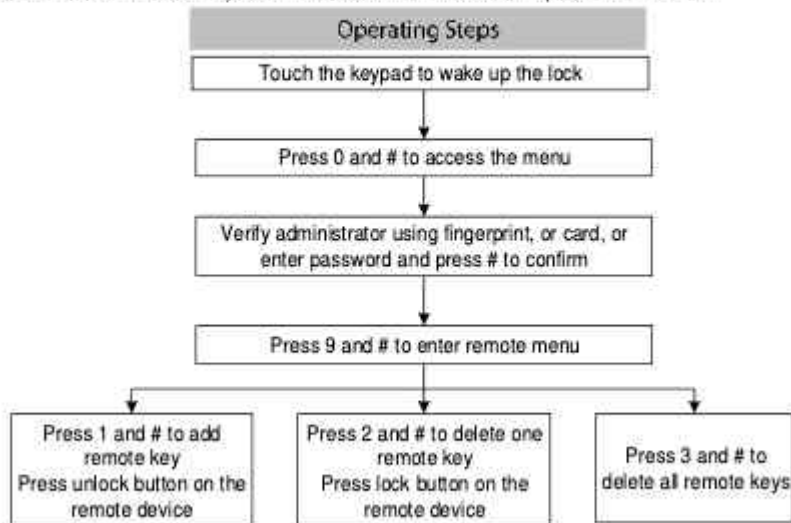 Operating Steps
Touch the keypad to wake up the lock
Press 0 and # to access the menu
Verify administrator using fingerprint, or card, or
enter password and press # to confirm
Press 9 and # to enter remote menu
Press 1 and # to add
remote key
Press unlock button on the
remote device
Press 2 and # to delete one
remote key
Press lock button on the
remote device
Press 3 and # to
delete all remote keys